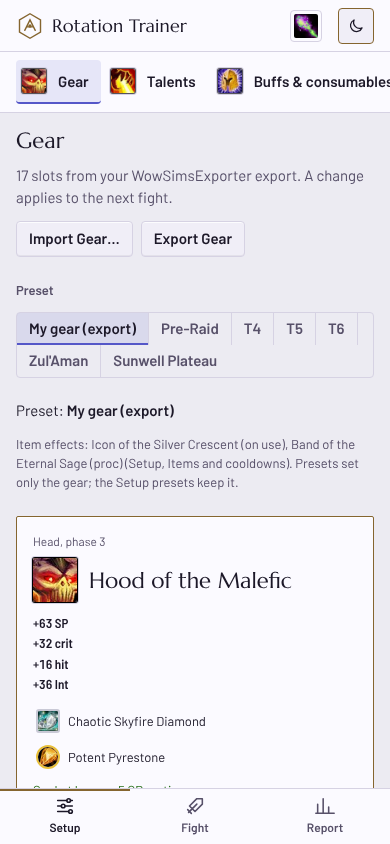 Rotation Trainer
Gear
Talents
Buffs & consumables
Gear
17 slots from your WowSimsExporter export. A change
applies to the next fight.
Import Gear...
Export Gear
Preset
My gear (export)
Pre-Raid
T4
T5
T6
Zul'Aman
Sunwell Plateau
Preset: My gear (export)
Item effects: Icon of the Silver Crescent (on use), Band of the
Eternal Sage (proc) (Setup, Items and cooldowns). Presets set
only the gear; the Setup presets keep it.
Head, phase 3
Hood of the Malefic
+63 SP
+32 crit
+16 hit
+36 Int
Chaotic Skyfire Diamond
Potent Pyrestone
Setup
Fight
Report